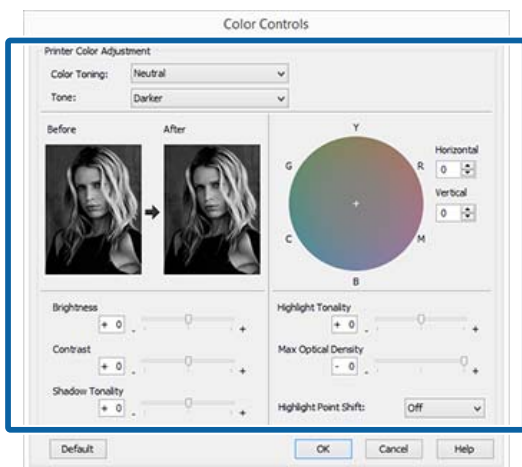 Color Controls
Printer Color Adjustment
Color Toning: Neutral
Tone: Darker
Before After
Y
G R
C M
B
Horizontal
0
Vertical
0
Brightness
+ 0 - +
Contrast
+ 0 - +
Shadow Tonality
+ 0 - +
Highlight Tonality
+ 0 - +
Max Optical Density
- 0 - +
Highlight Point Shift: Off
Default OK Cancel Help